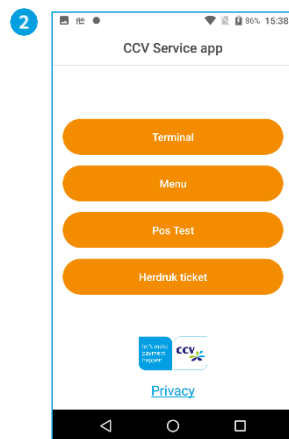 2
86% 15:38
CCV Service app
Terminal
Menu
Pos Test
Herdruk ticket
let's make
payment
happen
CCV
Privacy